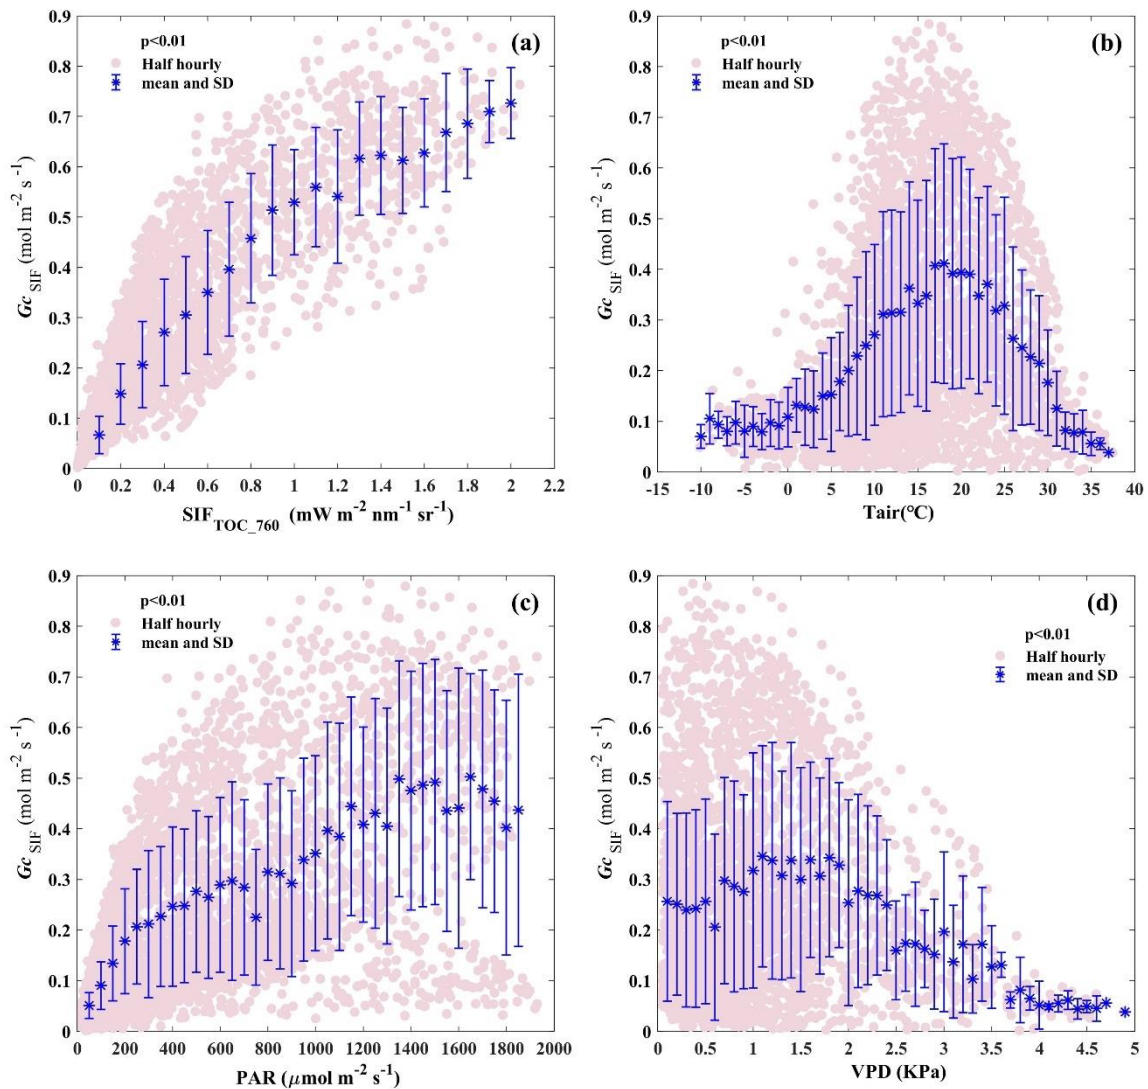 (a)
p<0.01
Half hourly
mean and SD
Gc SIF (mol m⁻² s⁻¹)
0.9
0.8
0.7
0.6
0.5
0.4
0.3
0.2
0.1
0
0 0.2 0.4 0.6 0.8 1 1.2 1.4 1.6 1.8 2 2.2
SIF TOC_760 (mW m⁻² nm⁻¹ sr⁻¹)
(b)
p<0.01
Half hourly
mean and SD
Gc SIF (mol m⁻² s⁻¹)
0.9
0.8
0.7
0.6
0.5
0.4
0.3
0.2
0.1
0
-15 -10 -5 0 5 10 15 20 25 30 35 40
Tair(°C)
(c)
p<0.01
Half hourly
mean and SD
Gc SIF (mol m⁻² s⁻¹)
0.9
0.8
0.7
0.6
0.5
0.4
0.3
0.2
0.1
0
0 200 400 600 800 1000 1200 1400 1600 1800 2000
PAR (μmol m⁻² s⁻¹)
(d)
p<0.01
Half hourly
mean and SD
Gc SIF (mol m⁻² s⁻¹)
0.9
0.8
0.7
0.6
0.5
0.4
0.3
0.2
0.1
0
0 0.5 1 1.5 2 2.5 3 3.5 4 4.5 5
VPD (KPa)